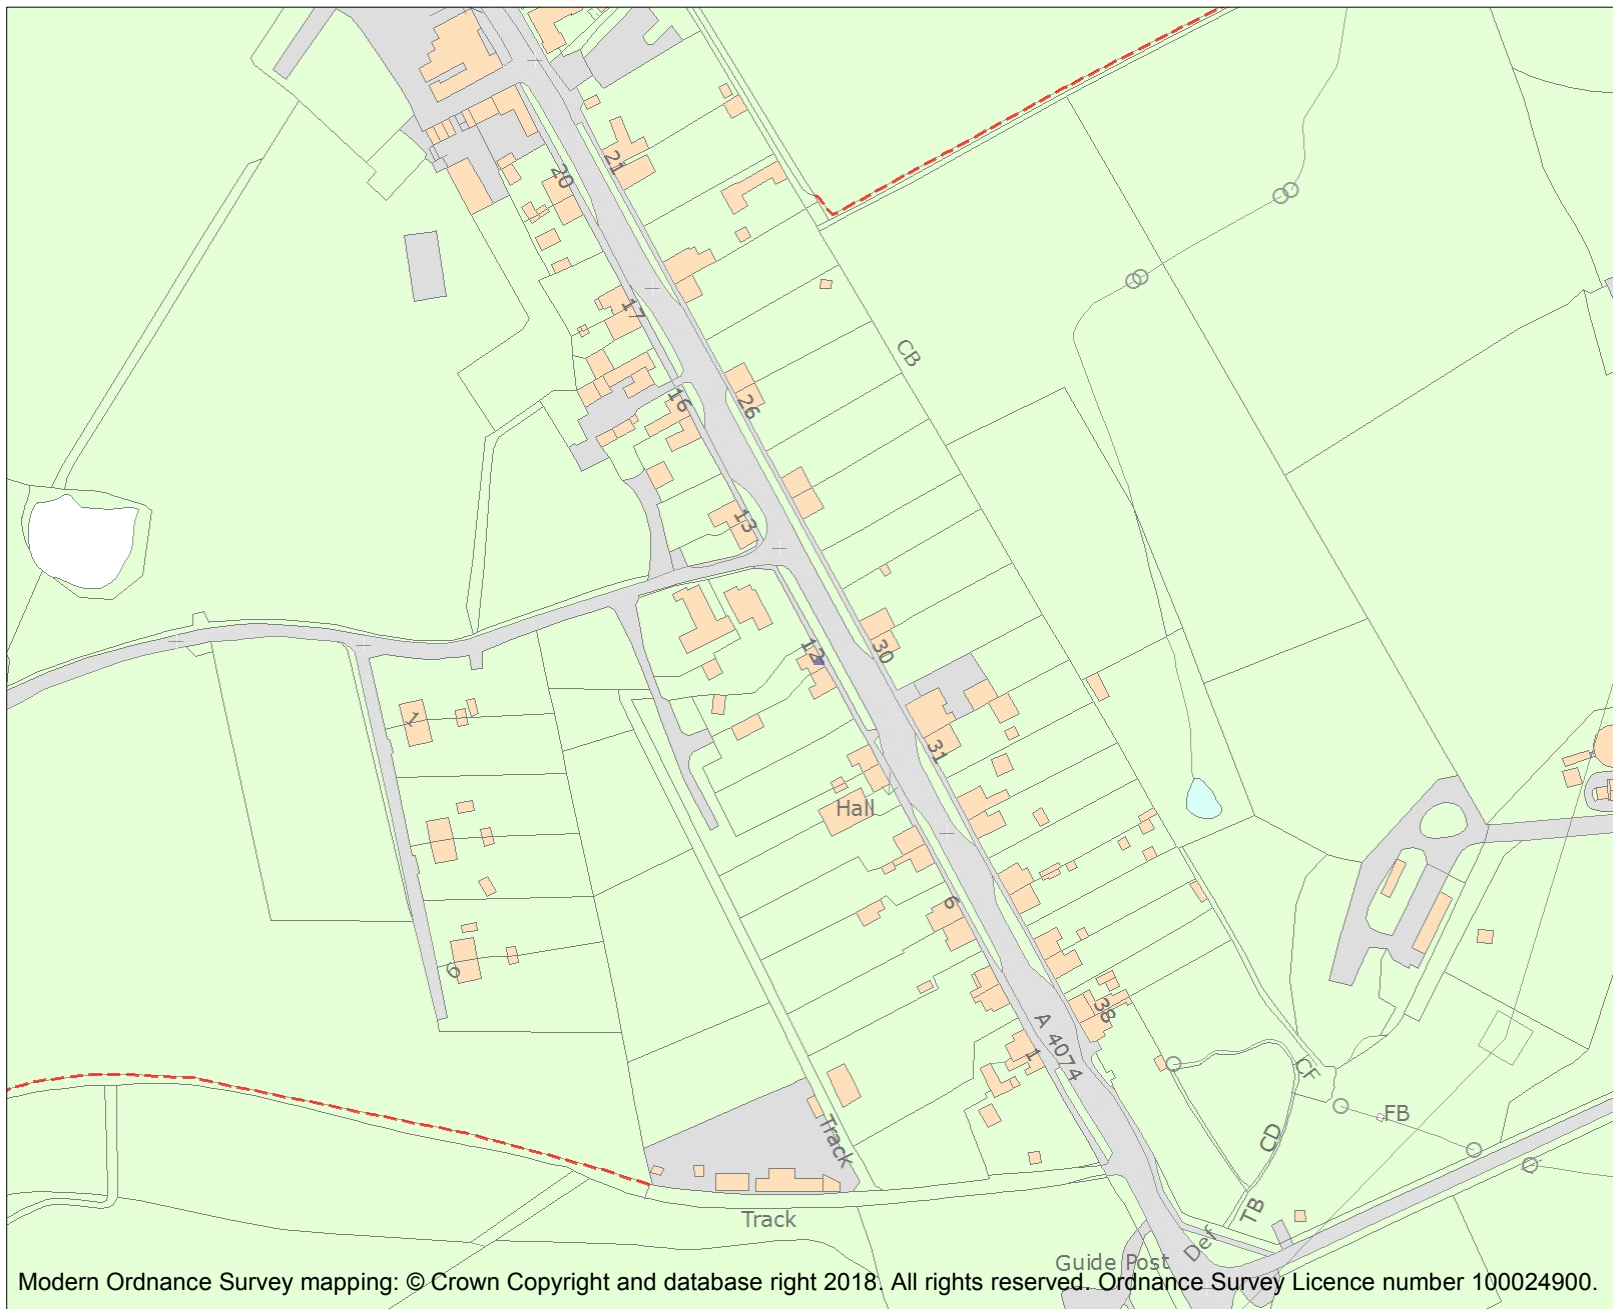 21
20
17
CB
16
26
13
12
30
1
31
Hall
6
6
38
A 4074
1
CF
FB
Track
CD
TB
Track
Def
Guide Post
Modern Ordnance Survey mapping: © Crown Copyright and database right 2018. All rights reserved. Ordnance Survey Licence number 100024900.